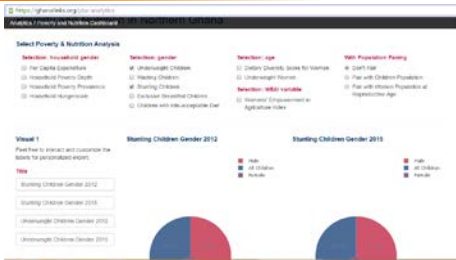 https://ghanalinks.org/
in Northern Ghana
Analytics / Poverty and Nutrition Dashboard
Select Poverty & Nutrition Analysis
Selection: household gender
Per Capita Expenditure
Household Poverty Depth
Household Poverty Prevalence
Household Hungerscore
Selection: gender
Underweight Children
Wasting Children
Stunting Children
Exclusive Breastfed Children
Children with Min Acceptable Diet
Selection: age
Dietary Diversity Score for Women
Underweight Women
Selection: WEAI variable
Womens' Empowerment in
Agriculture Index
With Population Pairing
Don't Pair
Pair with Children Population
Pair with Women Population at
Reproductive Age
Visual 1
Feel free to interact and customize the
labels for personalized export
Title
Stunting Children Gender 2012
Stunting Children Gender 2015
Underweight Children Gender 2012
Underweight Children Gender 2015
Stunting Children Gender 2012
Male
All Children
Female
Stunting Children Gender 2015
Male
All Children
Female